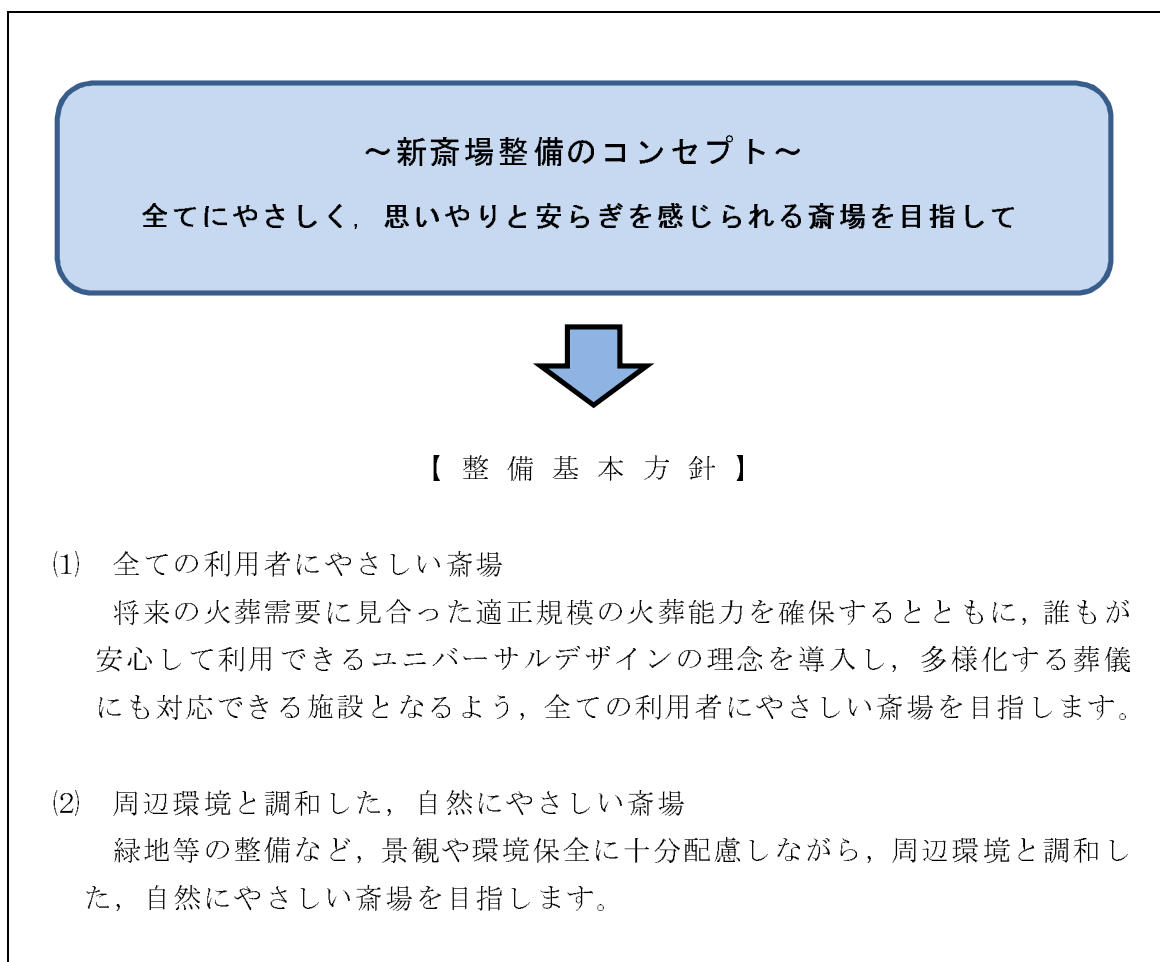 ～新斎場整備のコンセプト～
全てにやさしく，思いやりと安らぎを感じられる斎場を目指して
【整備基本方針】
⑴　全ての利用者にやさしい斎場
将来の火葬需要に見合った適正規模の火葬能力を確保するとともに，誰もが
安心して利用できるユニバーサルデザインの理念を導入し，多様化する葬儀
にも対応できる施設となるよう，全ての利用者にやさしい斎場を目指します。
⑵　周辺環境と調和した，自然にやさしい斎場
緑地等の整備など，景観や環境保全に十分配慮しながら，周辺環境と調和し
た，自然にやさしい斎場を目指します。